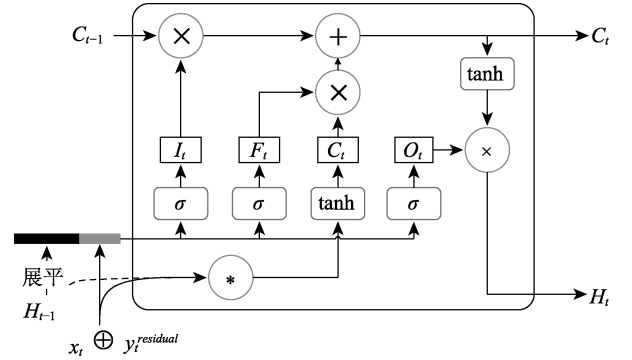 C_{t-1} × + C_t
tanh
×
I_t F_t C_t O_t ×
σ σ tanh σ
展平
*
H_{t-1} H_t
x_t ⊕ y_t^{residual}